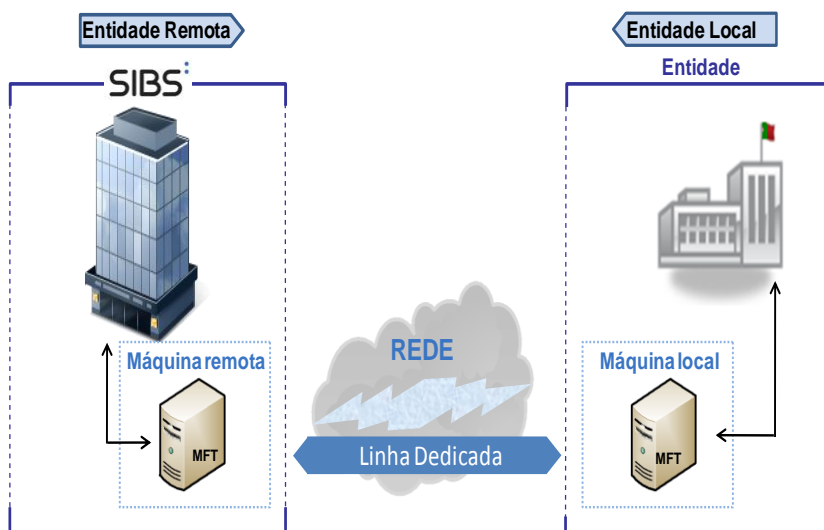 Entidade Remota
Entidade Local
SIBS
Entidade
REDE
Máquina remota
Máquina local
MFT
MFT
Linha Dedicada